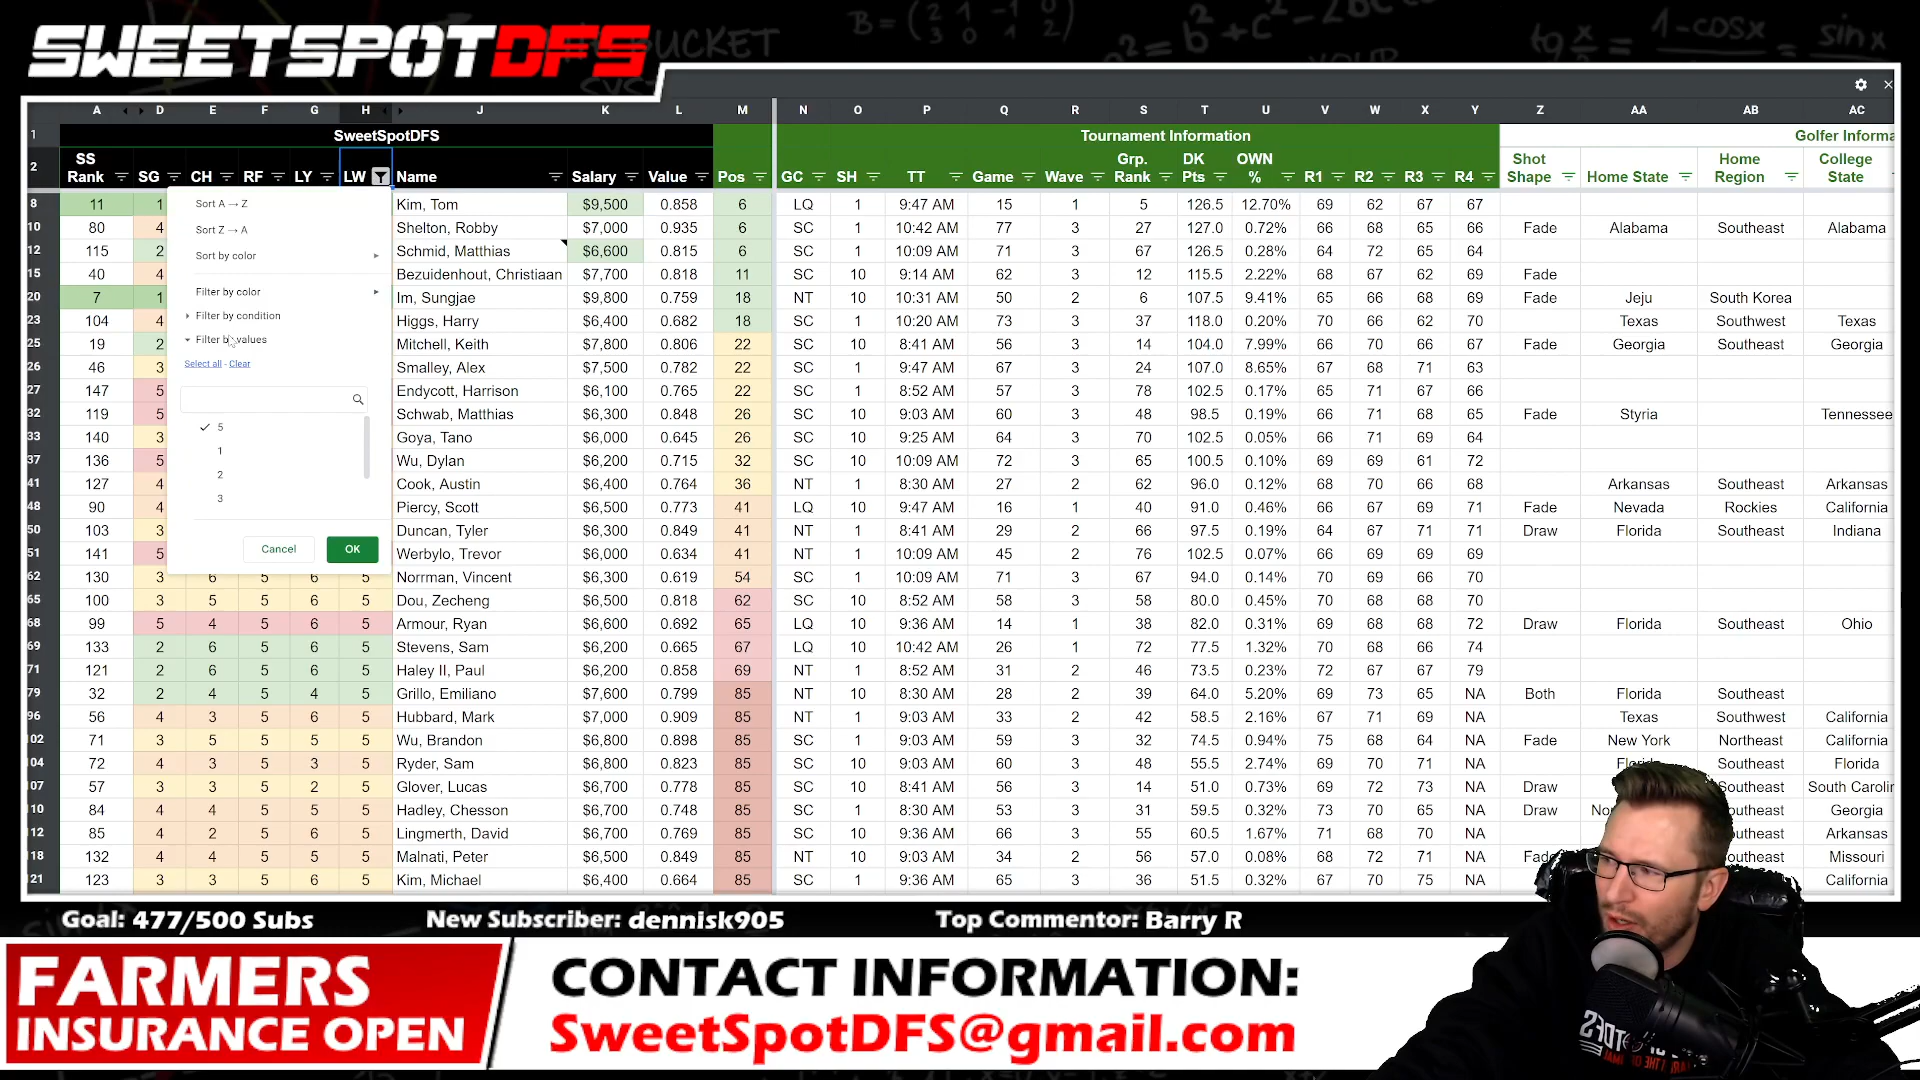 SWEETSPOTDFS
A D E F G H J K L M N O P Q R S T U V W X Y Z AA AB AC
1 SweetSpotDFS Tournament Information Golfer Informa
2 SS Rank SG CH RF LY LW Name Salary Value Pos GC SH TT Game Wave Grp. Rank DK Pts OWN % R1 R2 R3 R4 Shot Shape Home State Home Region College State
8 11 1 Kim, Tom $9,500 0.858 6 LQ 1 9:47 AM 15 1 5 126.5 12.70% 69 62 67 67
10 80 4 Shelton, Robby $7,000 0.935 6 SC 1 10:42 AM 77 3 27 127.0 0.72% 66 68 65 66 Fade Alabama Southeast Alabama
12 115 2 Schmid, Matthias $6,600 0.815 6 SC 1 10:09 AM 71 3 67 126.5 0.28% 64 72 65 64
15 40 4 Bezuidenhout, Christiaan $7,700 0.818 11 SC 10 9:14 AM 62 3 12 115.5 2.22% 68 67 62 69 Fade
20 7 1 Im, Sungjae $9,800 0.759 18 NT 10 10:31 AM 50 2 6 107.5 9.41% 65 66 68 69 Fade Jeju South Korea
23 104 4 Higgs, Harry $6,400 0.682 18 SC 10 10:20 AM 73 3 37 118.0 0.20% 70 66 62 70 Texas Southwest Texas
25 19 2 Mitchell, Keith $7,800 0.806 22 SC 10 8:41 AM 56 3 14 104.0 7.99% 66 70 66 67 Fade Georgia Southeast Georgia
26 46 3 Smalley, Alex $7,500 0.782 22 SC 1 9:47 AM 67 3 24 107.0 8.65% 68 68 71 63
27 147 5 Endycott, Harrison $6,100 0.765 22 SC 1 8:52 AM 57 3 78 102.5 0.17% 65 71 67 66
32 119 5 Schwab, Matthias $6,300 0.848 26 SC 10 9:03 AM 60 3 48 98.5 0.19% 66 71 68 65 Fade Styria Tennessee
33 140 3 Goya, Tano $6,000 0.645 26 SC 10 9:25 AM 64 3 70 102.5 0.05% 66 71 69 64
37 136 5 Wu, Dylan $6,200 0.715 32 SC 10 10:09 AM 72 3 65 100.5 0.10% 69 69 61 72
41 127 4 Cook, Austin $6,400 0.764 36 NT 1 8:30 AM 27 2 62 96.0 0.12% 68 70 66 68 Arkansas Southeast Arkansas
48 90 4 Piercy, Scott $6,500 0.773 41 LQ 10 9:47 AM 16 1 40 91.0 0.46% 66 67 69 71 Fade Nevada Rockies California
50 103 3 Duncan, Tyler $6,300 0.849 41 NT 1 8:41 AM 29 2 66 97.5 0.19% 64 67 71 71 Draw Florida Southeast Indiana
51 141 5 Werbylo, Trevor $6,000 0.634 41 NT 1 10:09 AM 45 2 76 102.5 0.07% 66 69 69 69
62 130 3 6 5 6 5 Norrman, Vincent $6,300 0.619 54 SC 1 10:09 AM 71 3 67 94.0 0.14% 70 69 66 70
65 100 3 5 5 6 5 Dou, Zecheng $6,500 0.818 62 SC 10 8:52 AM 58 3 58 80.0 0.45% 70 68 68 70
68 99 5 4 5 6 5 Armour, Ryan $6,600 0.692 65 LQ 10 9:36 AM 14 1 38 82.0 0.31% 69 68 68 72 Draw Florida Southeast Ohio
69 133 2 6 5 6 5 Stevens, Sam $6,200 0.665 67 LQ 10 10:42 AM 26 1 72 77.5 1.32% 70 68 66 74
71 121 2 6 5 6 5 Haley II, Paul $6,200 0.858 69 NT 1 8:52 AM 31 2 46 73.5 0.23% 72 67 67 79
79 32 2 4 5 4 5 Grillo, Emiliano $7,600 0.799 85 NT 10 8:30 AM 28 2 39 64.0 5.20% 69 73 65 NA Both Florida Southeast
96 56 4 3 5 6 5 Hubbard, Mark $7,000 0.909 85 NT 10 9:03 AM 33 2 42 58.5 2.16% 67 71 69 NA Texas Southwest California
102 71 3 5 5 5 5 Wu, Brandon $6,800 0.898 85 SC 1 9:03 AM 59 3 32 74.5 0.94% 75 68 64 NA Fade New York Northeast California
104 72 4 3 5 3 5 Ryder, Sam $6,800 0.823 85 SC 10 9:03 AM 60 3 48 55.5 2.74% 69 70 71 NA Florida
107 57 3 3 5 2 5 Glover, Lucas $6,700 0.778 85 SC 10 8:41 AM 56 3 14 51.0 0.73% 69 72 73 NA Draw South Carolin
110 84 4 4 5 5 5 Hadley, Chesson $6,700 0.748 85 SC 1 8:30 AM 53 3 31 59.5 0.32% 73 70 65 NA Draw Georgia
112 85 4 2 5 6 5 Lingmerth, David $6,700 0.769 85 SC 10 9:36 AM 66 3 55 60.5 1.67% 71 68 70 NA Arkansas
118 132 4 4 5 5 5 Malnati, Peter $6,500 0.849 85 NT 10 9:03 AM 34 2 56 57.0 0.08% 68 72 71 NA Missouri
121 123 3 3 5 6 5 Kim, Michael $6,400 0.664 85 SC 1 9:36 AM 65 3 36 51.5 0.32% 67 70 75 NA California
Sort A → Z
Sort Z → A
Sort by color
Filter by color
Filter by condition
Filter by values
Select all - Clear
5
1
2
3
Cancel OK
Goal: 477/500 Subs New Subscriber: dennisk905 Top Commentor: Barry R
FARMERS
INSURANCE OPEN
CONTACT INFORMATION:
SweetSpotDFS@gmail.com